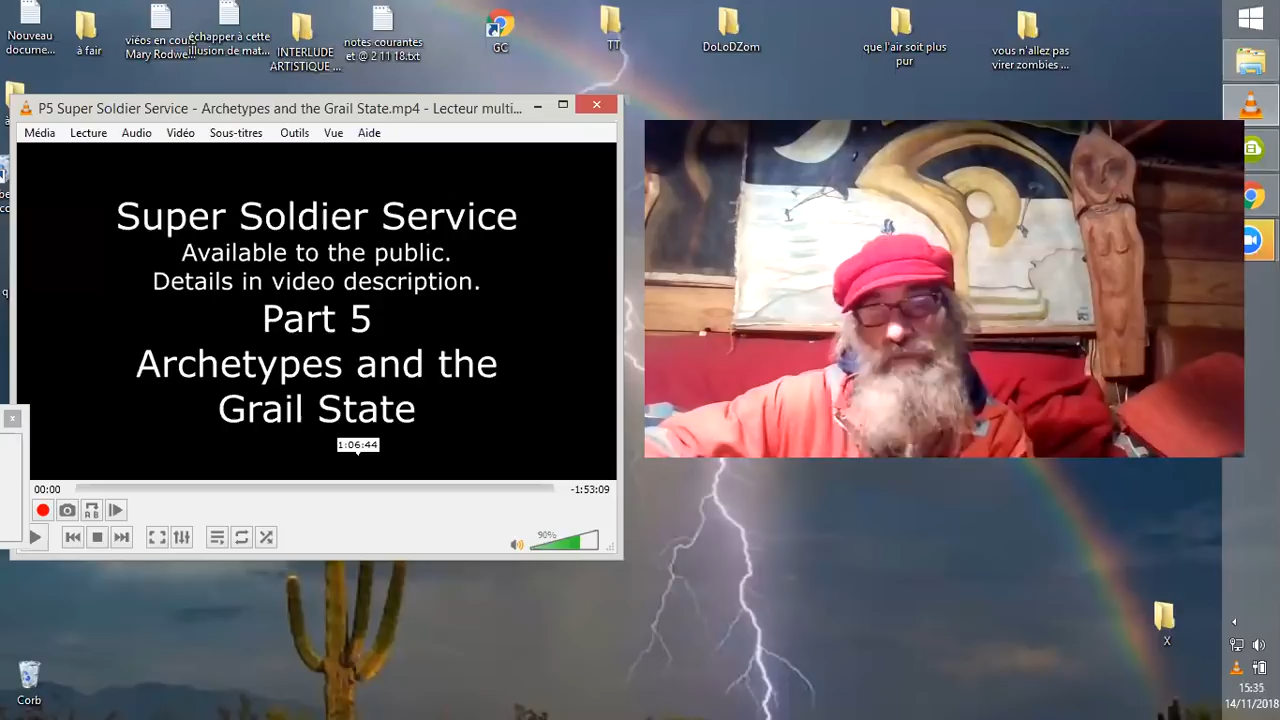 Nouveau
docume...
à fair
viéos en cou...
Mary Rodwe...
échapper à cette
illusion de mat...
INTERLUDE
ARTISTIQUE ...
notes courantes
et @ 2 11 18.txt
GC
TT
DoLoDZom
que l'air soit plus
pur
vous n'allez pas
virer zombies ...
P5 Super Soldier Service - Archetypes and the Grail State.mp4 - Lecteur multi...
Média Lecture Audio Vidéo Sous-titres Outils Vue Aide
Super Soldier Service
Available to the public.
Details in video description.
Part 5
Archetypes and the
Grail State
1:06:44
00:00
-1:53:09
90%
X
Corb
15:35
14/11/2018